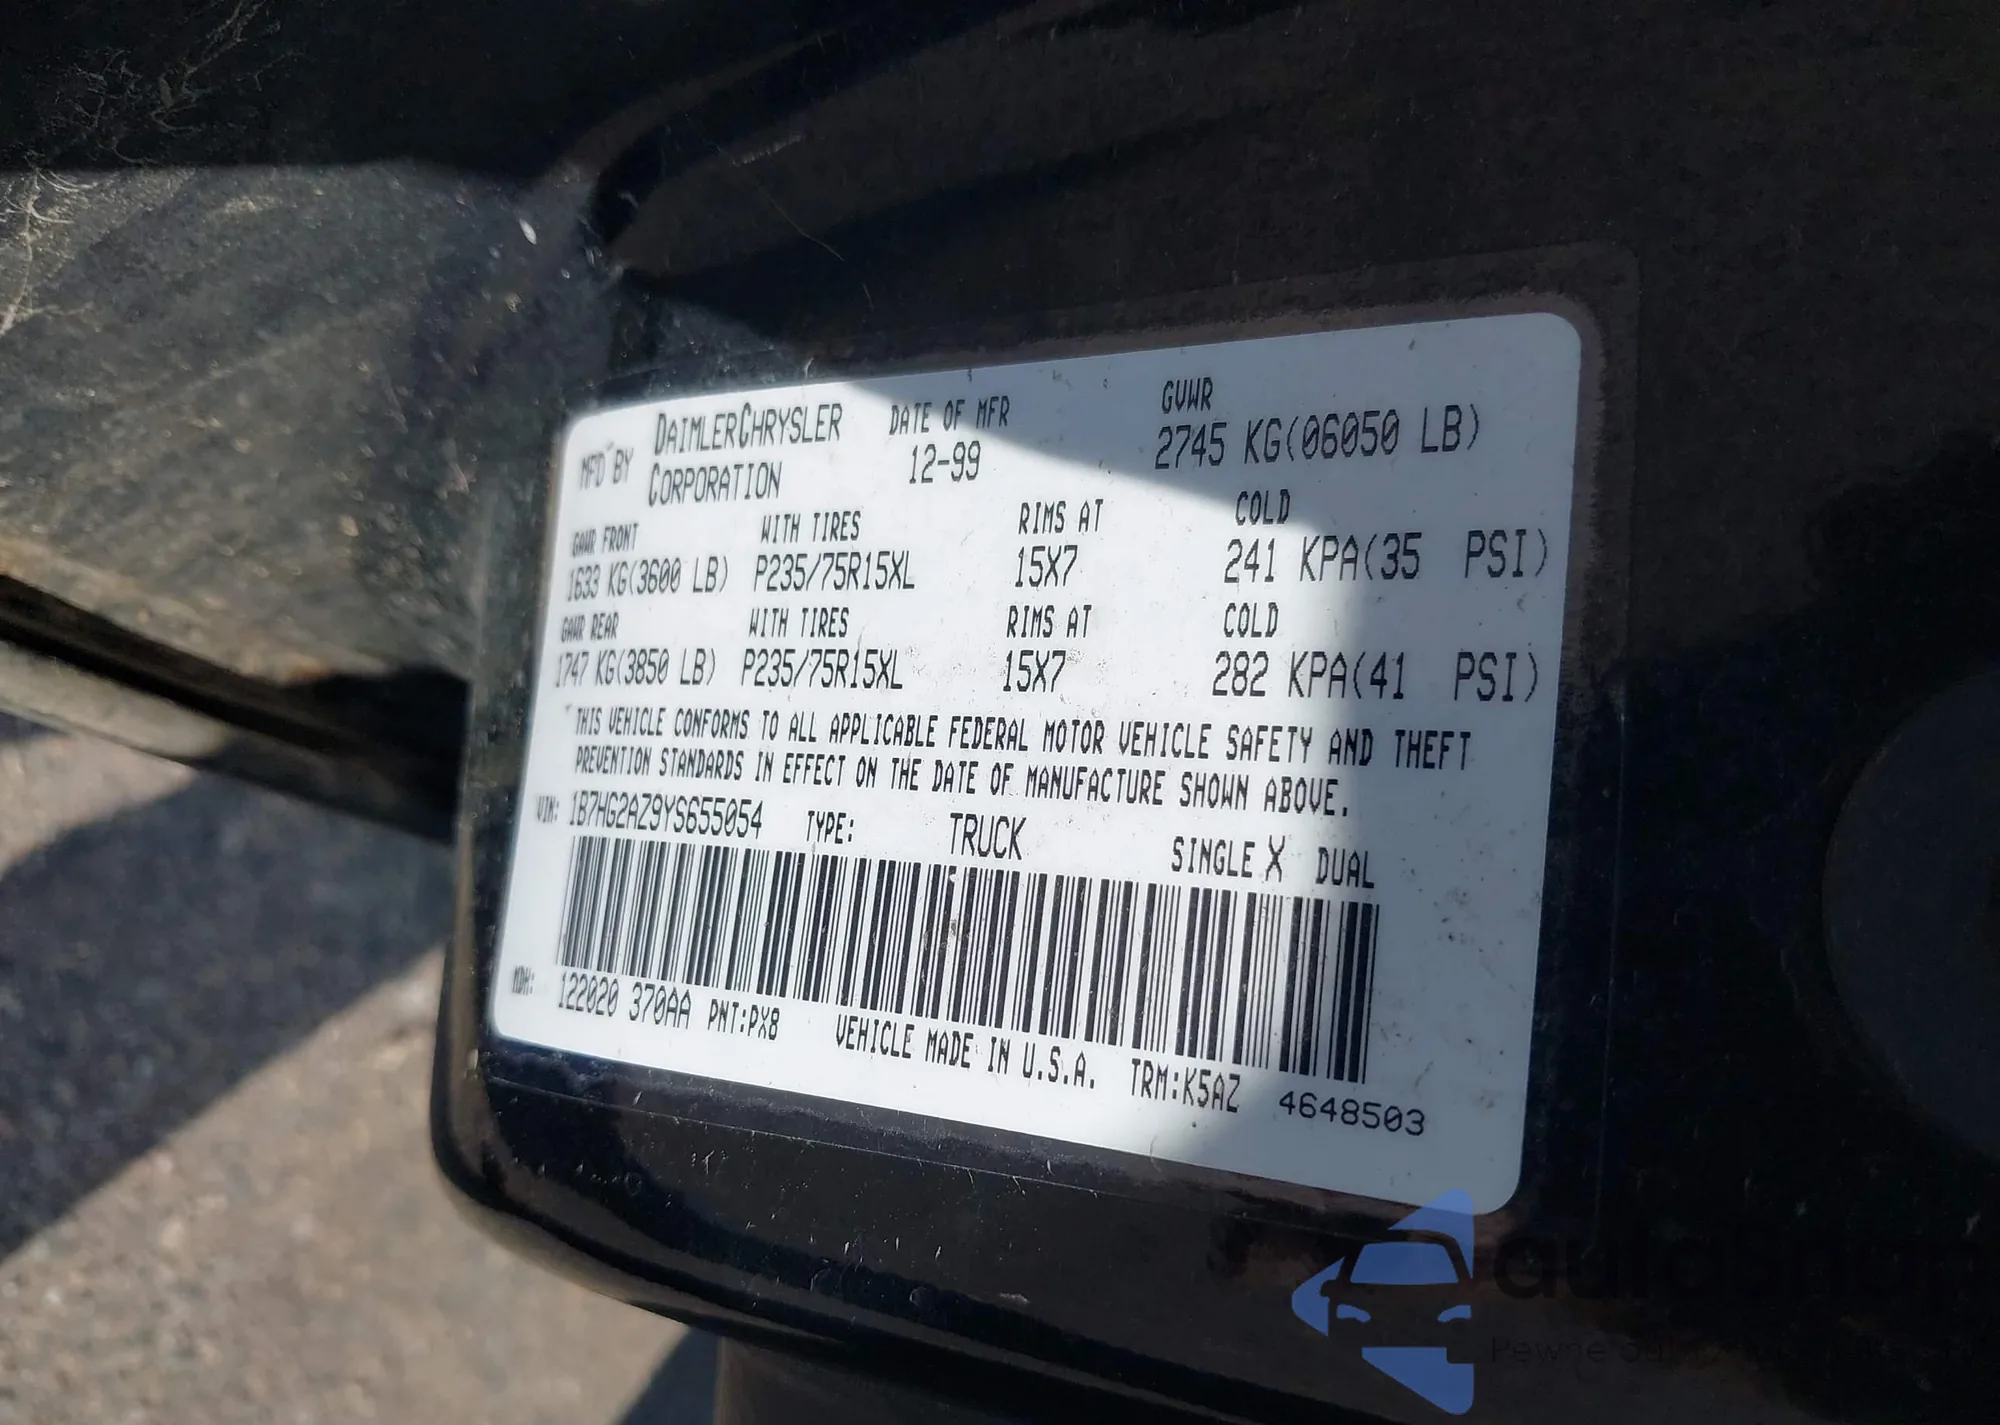 MFD BY DAIMLERCHRYSLER CORPORATION DATE OF MFR 12-99 GVWR 2745 KG(06050 LB)
GAWR FRONT WITH TIRES RIMS AT COLD
1633 KG(3600 LB) P235/75R15XL 15X7 241 KPA(35 PSI)
GAWR REAR WITH TIRES RIMS AT COLD
1747 KG(3850 LB) P235/75R15XL 15X7 282 KPA(41 PSI)
THIS VEHICLE CONFORMS TO ALL APPLICABLE FEDERAL MOTOR VEHICLE SAFETY AND THEFT
PREVENTION STANDARDS IN EFFECT ON THE DATE OF MANUFACTURE SHOWN ABOVE.
VIN: 1B7HG2AZ9YS655054 TYPE: TRUCK SINGLE X DUAL
MDH: 122020 370AA PNT:PX8 VEHICLE MADE IN U.S.A. TRM:K5AZ 4648503